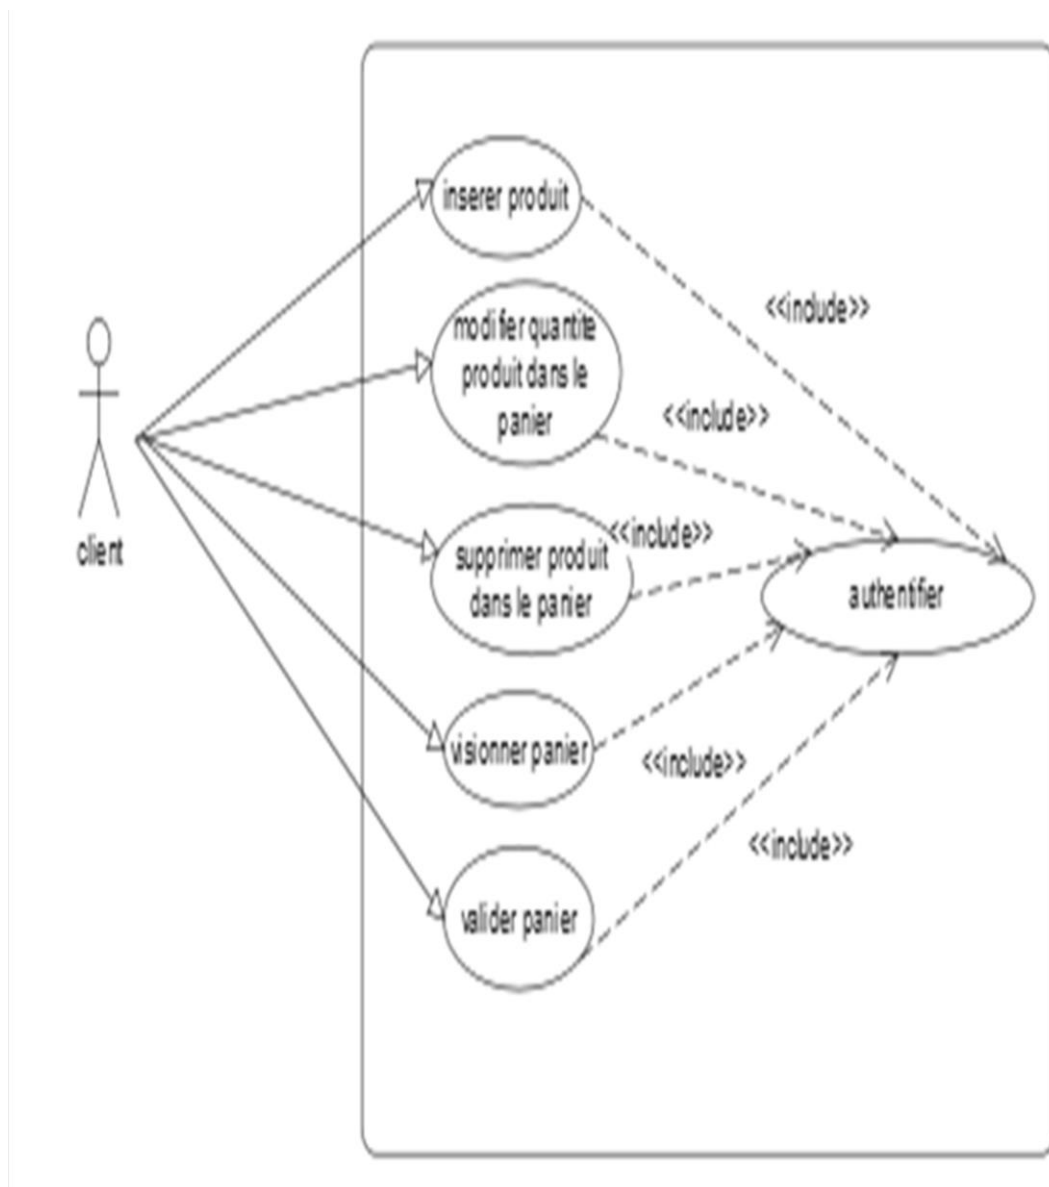 inserer produit
<<include>>
modifier quantite
produit dans le
panier
<<include>>
client
supprimer produit
dans le panier
<<include>>
authentifier
visionner panier
<<include>>
valider panier
<<include>>